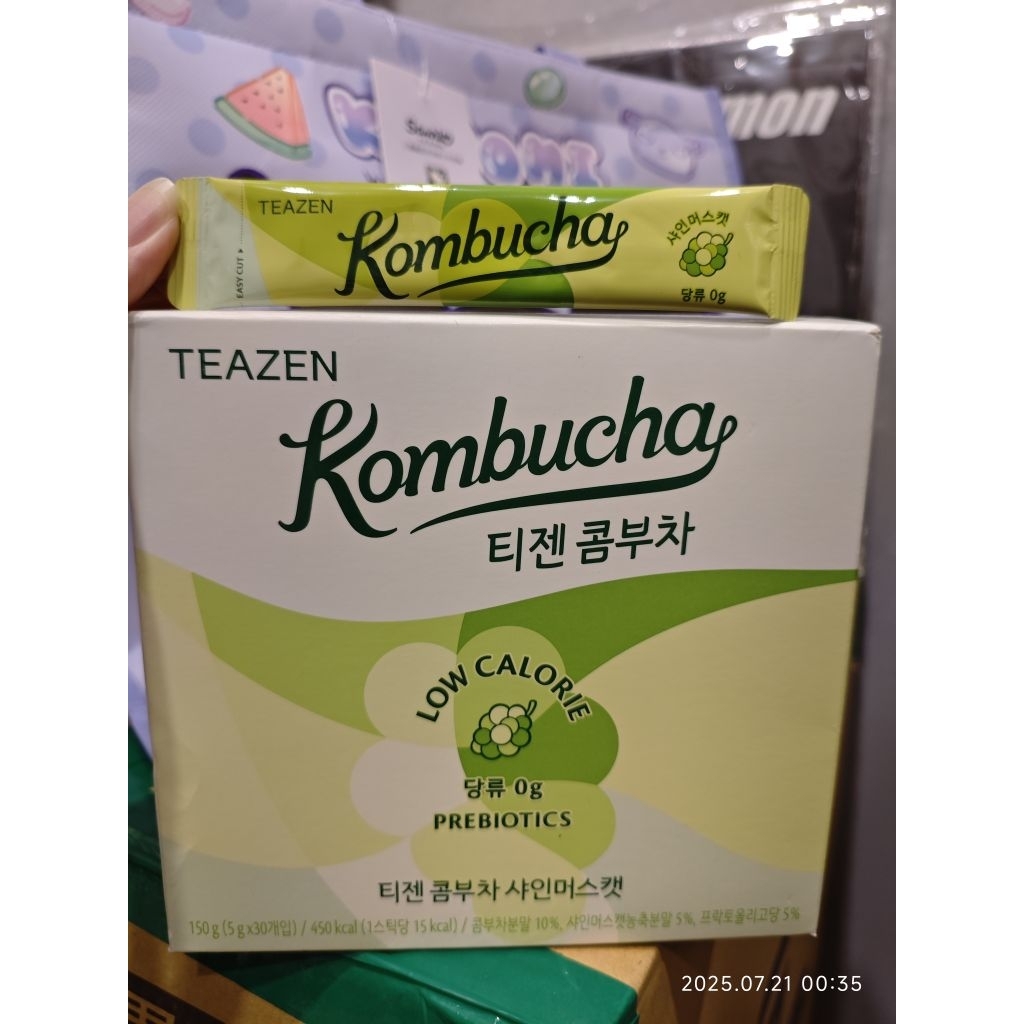 mon
TEAZEN
Kombucha
샤인머스캣
당류 0g
EASY CUT
TEAZEN
Kombucha
티젠 콤부차
LOW CALORIE
당류 0g
PREBIOTICS
티젠 콤부차 샤인머스캣
150 g (5 g x 30개입) / 450 kcal (1스틱당 15 kcal) / 콤부차분말 10%, 샤인머스캣농축분말 5%, 프락토올리고당 5%
2025.07.21 00:35